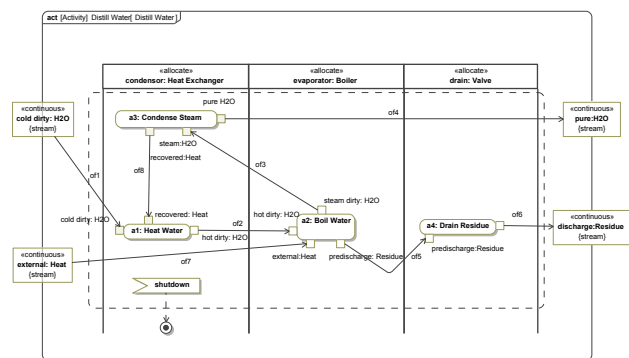 act [Activity] Distill Water[ Distill Water]
«allocate»
condensor: Heat Exchanger
«allocate»
evaporator: Boiler
«allocate»
drain: Valve
«continuous»
cold dirty: H2O
{stream}
pure H2O
a3: Condense Steam
of4
«continuous»
pure:H2O
{stream}
steam:H2O
recovered:Heat
of1
of8
of3
steam dirty: H2O
recovered: Heat
cold dirty: H2O
a1: Heat Water
of2
hot dirty: H2O
hot dirty: H2O
a2: Boil Water
a4: Drain Residue
of6
«continuous»
discharge:Residue
{stream}
«continuous»
external: Heat
{stream}
of7
external:Heat
predischarge: Residue
of5
predischarge:Residue
shutdown